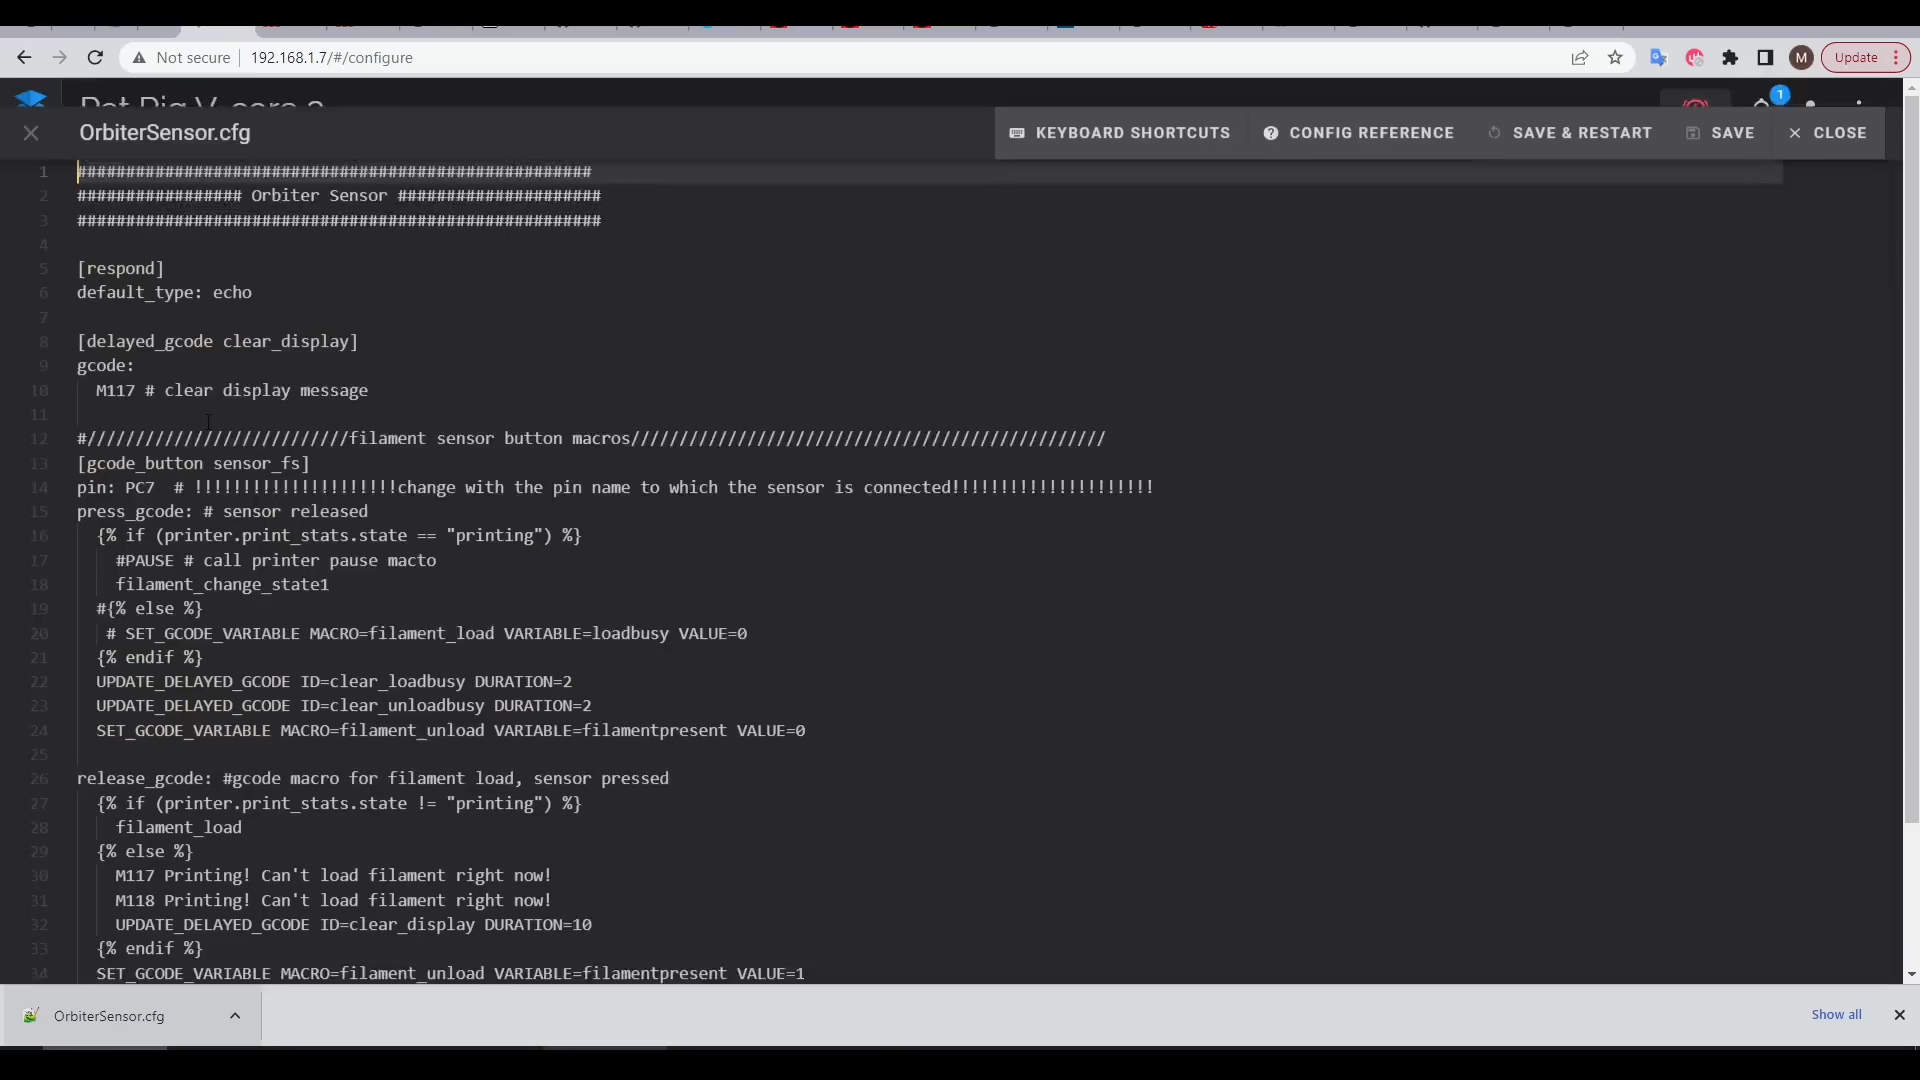 Not secure 192.168.1.7/#/configure M Update
1
OrbiterSensor.cfg KEYBOARD SHORTCUTS CONFIG REFERENCE SAVE & RESTART SAVE CLOSE
1 #####################################################
2 ################# Orbiter Sensor #####################
3 ######################################################
4
5 [respond]
6 default_type: echo
7
8 [delayed_gcode clear_display]
9 gcode:
10 M117 # clear display message
11
12 #///////////////////////////filament sensor button macros/////////////////////////////////////////////////
13 [gcode_button sensor_fs]
14 pin: PC7 # !!!!!!!!!!!!!!!!!!!!!change with the pin name to which the sensor is connected!!!!!!!!!!!!!!!!!!!!!
15 press_gcode: # sensor released
16 {% if (printer.print_stats.state == "printing") %}
17 #PAUSE # call printer pause macto
18 filament_change_state1
19 #{% else %}
20 # SET_GCODE_VARIABLE MACRO=filament_load VARIABLE=loadbusy VALUE=0
21 {% endif %}
22 UPDATE_DELAYED_GCODE ID=clear_loadbusy DURATION=2
23 UPDATE_DELAYED_GCODE ID=clear_unloadbusy DURATION=2
24 SET_GCODE_VARIABLE MACRO=filament_unload VARIABLE=filamentpresent VALUE=0
25
26 release_gcode: #gcode macro for filament load, sensor pressed
27 {% if (printer.print_stats.state != "printing") %}
28 filament_load
29 {% else %}
30 M117 Printing! Can't load filament right now!
31 M118 Printing! Can't load filament right now!
32 UPDATE_DELAYED_GCODE ID=clear_display DURATION=10
33 {% endif %}
34 SET_GCODE_VARIABLE MACRO=filament_unload VARIABLE=filamentpresent VALUE=1
OrbiterSensor.cfg Show all